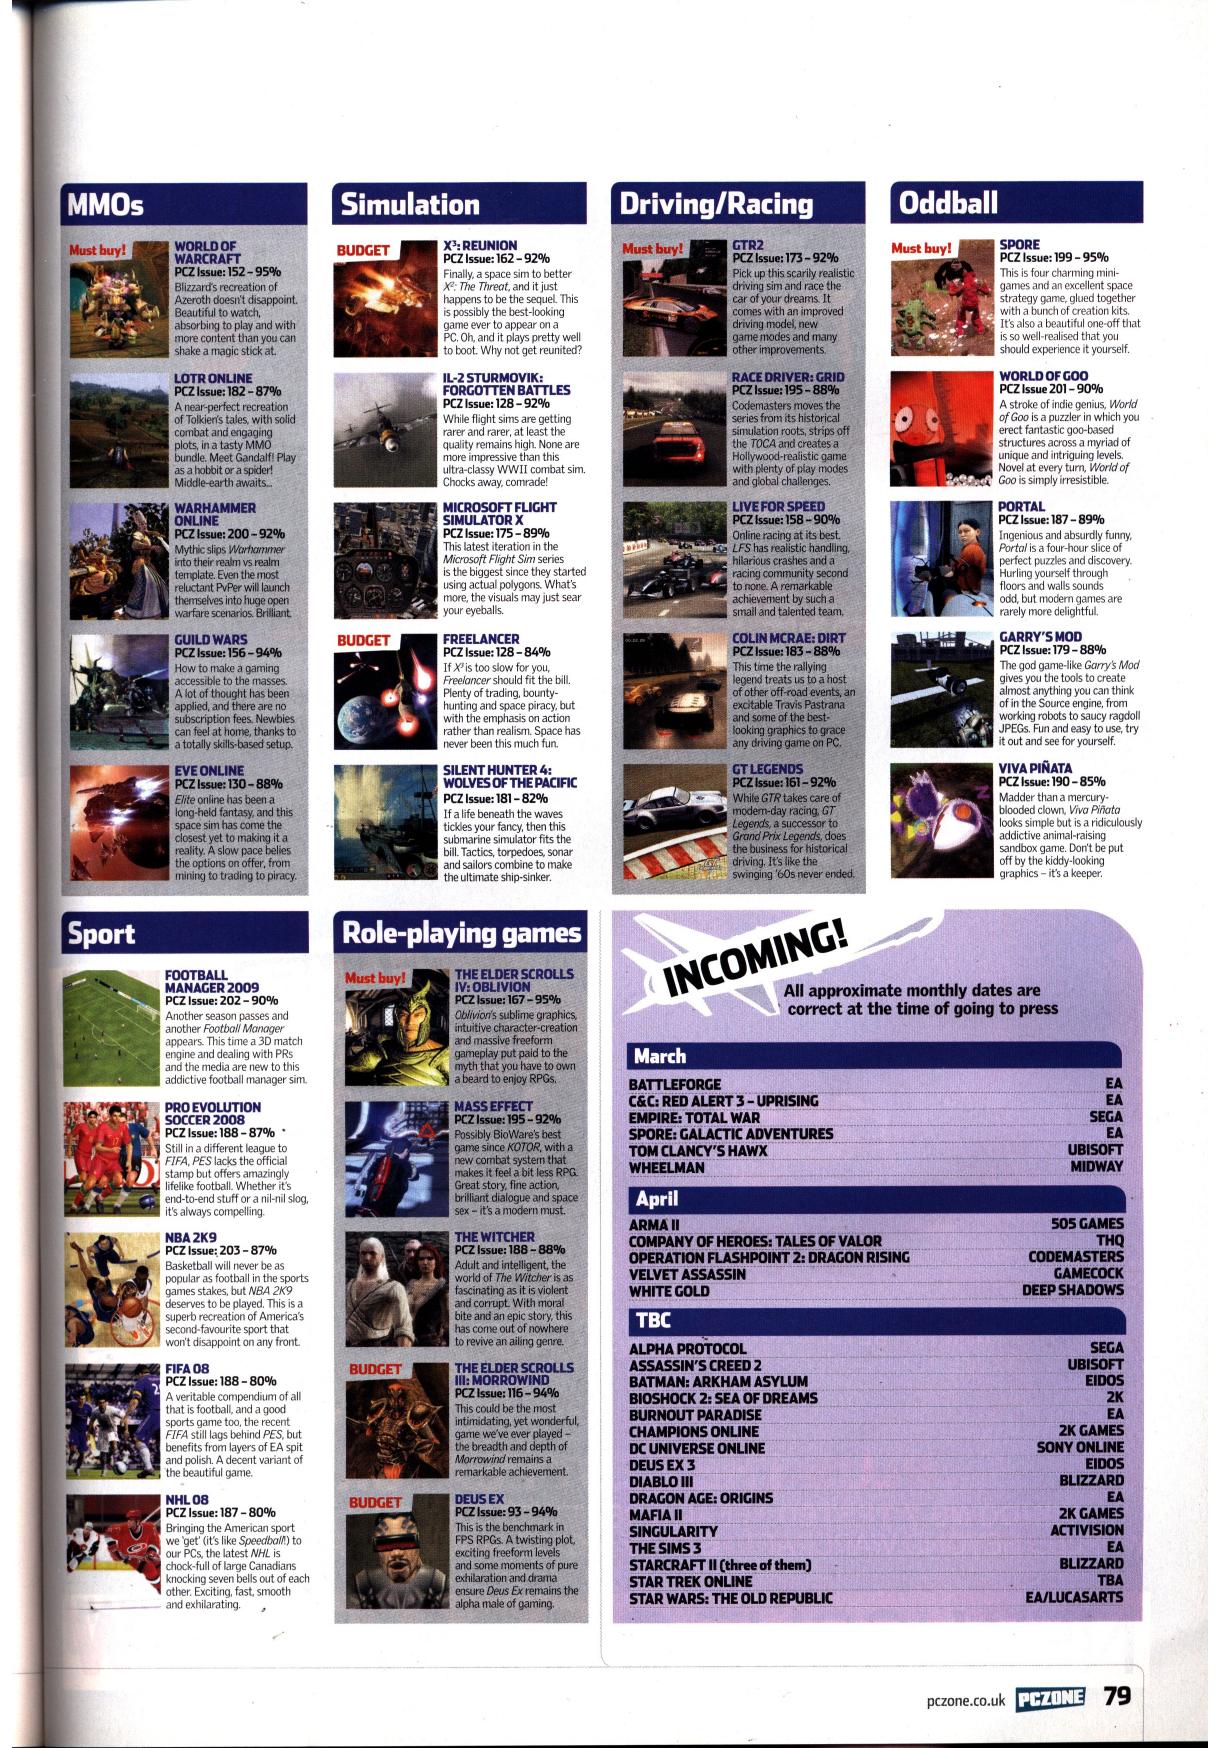 MMOs
Must buy!
WORLD OF
WARCRAFT
PCZ Issue: 152 – 95%
Blizzard's recreation of
Azeroth doesn't disappoint.
Beautiful to watch,
absorbing to play and with
more content than you can
shake a magic stick at.
LOTR ONLINE
PCZ Issue: 182 – 87%
A near-perfect recreation
of Tolkien's tales, with solid
combat and engaging
plots, in a tasty MMO
bundle. Meet Gandalf! Play
as a hobbit or a spider!
Middle-earth awaits...
WARHAMMER
ONLINE
PCZ Issue: 200 – 92%
Mythic slips Warhammer
into their realm vs realm
template. Even the most
reluctant PvPer will launch
themselves into huge open
warfare scenarios. Brilliant.
GUILD WARS
PCZ Issue: 156 – 94%
How to make a gaming
accessible to the masses.
A lot of thought has been
applied, and there are no
subscription fees. Newbies
can feel at home, thanks to
a totally skills-based setup.
EVE ONLINE
PCZ Issue: 130 – 88%
Elite online has been a
long-held fantasy, and this
space sim has come the
closest yet to making it a
reality. A slow pace belies
the options on offer, from
mining to trading to piracy.
Simulation
BUDGET
X³: REUNION
PCZ Issue: 162 – 92%
Finally, a space sim to better
X²: The Threat, and it just
happens to be the sequel. This
is possibly the best-looking
game ever to appear on a
PC. Oh, and it plays pretty well
to boot. Why not get reunited?
IL-2 STURMOVIK:
FORGOTTEN BATTLES
PCZ Issue: 128 – 92%
While flight sims are getting
rarer and rarer, at least the
quality remains high. None are
more impressive than this
ultra-classy WWII combat sim.
Chocks away, comrade!
MICROSOFT FLIGHT
SIMULATOR X
PCZ Issue: 175 – 89%
This latest iteration in the
Microsoft Flight Sim series
is the biggest since they started
using actual polygons. What's
more, the visuals may just sear
your eyeballs.
BUDGET
FREELANCER
PCZ Issue: 128 – 84%
If X³ is too slow for you,
Freelancer should fit the bill.
Plenty of trading, bounty-
hunting and space piracy, but
with the emphasis on action
rather than realism. Space has
never been this much fun.
SILENT HUNTER 4:
WOLVES OF THE PACIFIC
PCZ Issue: 181 – 82%
If a life beneath the waves
tickles your fancy, then this
submarine simulator fits the
bill. Tactics, torpedoes, sonar
and sailors combine to make
the ultimate ship-sinker.
Driving/Racing
Must buy!
GTR2
PCZ Issue: 173 – 92%
Pick up this scarily realistic
driving sim and race the
car of your dreams. It
comes with an improved
driving model, new
game modes and many
other improvements.
RACE DRIVER: GRID
PCZ Issue: 195 – 88%
Codemasters moves the
series from its historical
simulation roots, strips off
the TOCA and creates a
Hollywood-realistic game
with plenty of play modes
and global challenges.
LIVE FOR SPEED
PCZ Issue: 158 – 90%
Online racing at its best.
LFS has realistic handling,
hilarious crashes and a
racing community second
to none. A remarkable
achievement by such a
small and talented team.
COLIN MCRAE: DIRT
PCZ Issue: 183 – 88%
This time the rallying
legend treats us to a host
of other off-road events, an
excitable Travis Pastrana
and some of the best-
looking graphics to grace
any driving game on PC.
GT LEGENDS
PCZ Issue: 161 – 92%
While GTR takes care of
modern-day racing, GT
Legends, a successor to
Grand Prix Legends, does
the business for historical
driving. It's like the
swinging '60s never ended.
Oddball
Must buy!
SPORE
PCZ Issue: 199 – 95%
This is four charming mini-
games and an excellent space
strategy game, glued together
with a bunch of creation kits.
It's also a beautiful one-off that
is so well-realised that you
should experience it yourself.
WORLD OF GOO
PCZ Issue 201 – 90%
A stroke of indie genius, World
of Goo is a puzzler in which you
erect fantastic goo-based
structures across a myriad of
unique and intriguing levels.
Novel at every turn, World of
Goo is simply irresistible.
PORTAL
PCZ Issue: 187 – 89%
Ingenious and absurdly funny,
Portal is a four-hour slice of
perfect puzzles and discovery.
Hurling yourself through
floors and walls sounds
odd, but modern games are
rarely more delightful.
GARRY'S MOD
PCZ Issue: 179 – 88%
The god game-like Garry's Mod
gives you the tools to create
almost anything you can think
of in the Source engine, from
working robots to saucy ragdoll
JPEGs. Fun and easy to use, try
it out and see for yourself.
VIVA PIÑATA
PCZ Issue: 190 – 85%
Madder than a mercury-
blooded clown, Viva Piñata
looks simple but is a ridiculously
addictive animal-raising
sandbox game. Don't be put
off by the kiddy-looking
graphics – it's a keeper.
Sport
FOOTBALL
MANAGER 2009
PCZ Issue: 202 – 90%
Another season passes and
another Football Manager
appears. This time a 3D match
engine and dealing with PRs
and the media are new to this
addictive football manager sim.
PRO EVOLUTION
SOCCER 2008
PCZ Issue: 188 – 87%
Still in a different league to
FIFA, PES lacks the official
stamp but offers amazingly
lifelike football. Whether it's
end-to-end stuff or a nil-nil slog,
it's always compelling.
NBA 2K9
PCZ Issue: 203 – 87%
Basketball will never be as
popular as football in the sports
games stakes, but NBA 2K9
deserves to be played. This is a
superb recreation of America's
second-favourite sport that
won't disappoint on any front.
FIFA 08
PCZ Issue: 188 – 80%
A veritable compendium of all
that is football, and a good
sports game too, the recent
FIFA still lags behind PES, but
benefits from layers of EA spit
and polish. A decent variant of
the beautiful game.
NHL 08
PCZ Issue: 187 – 80%
Bringing the American sport
we 'get' (it's like Speedball!) to
our PCs, the latest NHL is
chock-full of large Canadians
knocking seven bells out of each
other. Exciting, fast, smooth
and exhilarating.
Role-playing games
Must buy!
THE ELDER SCROLLS
IV: OBLIVION
PCZ Issue: 167 – 95%
Oblivion's sublime graphics,
intuitive character-creation
and massive freeform
gameplay put paid to the
myth that you have to own
a beard to enjoy RPGs.
MASS EFFECT
PCZ Issue: 195 – 92%
Possibly BioWare's best
game since KOTOR, with a
new combat system that
makes it feel a bit less RPG.
Great story, fine action,
brilliant dialogue and space
sex – it's a modern must.
THE WITCHER
PCZ Issue: 188 – 88%
Adult and intelligent, the
world of The Witcher is as
fascinating as it is violent
and corrupt. With moral
bite and an epic story, this
has come out of nowhere
to revive an ailing genre.
BUDGET
THE ELDER SCROLLS
III: MORROWIND
PCZ Issue: 116 – 94%
This could be the most
intimidating, yet wonderful,
game we've ever played –
the breadth and depth of
Morrowind remains a
remarkable achievement.
BUDGET
DEUS EX
PCZ Issue: 93 – 94%
This is the benchmark in
FPS RPGs. A twisting plot,
exciting freeform levels
and some moments of pure
exhilaration and drama
ensure Deus Ex remains the
alpha male of gaming.
INCOMING!
All approximate monthly dates are
correct at the time of going to press
March
BATTLEFORGE EA
C&C: RED ALERT 3 – UPRISING EA
EMPIRE: TOTAL WAR SEGA
SPORE: GALACTIC ADVENTURES EA
TOM CLANCY'S HAWX UBISOFT
WHEELMAN MIDWAY
April
ARMA II 505 GAMES
COMPANY OF HEROES: TALES OF VALOR THQ
OPERATION FLASHPOINT 2: DRAGON RISING CODEMASTERS
VELVET ASSASSIN GAMECOCK
WHITE GOLD DEEP SHADOWS
TBC
ALPHA PROTOCOL SEGA
ASSASSIN'S CREED 2 UBISOFT
BATMAN: ARKHAM ASYLUM EIDOS
BIOSHOCK 2: SEA OF DREAMS 2K
BURNOUT PARADISE EA
CHAMPIONS ONLINE 2K GAMES
DC UNIVERSE ONLINE SONY ONLINE
DEUS EX 3 EIDOS
DIABLO III BLIZZARD
DRAGON AGE: ORIGINS EA
MAFIA II 2K GAMES
SINGULARITY ACTIVISION
THE SIMS 3 EA
STARCRAFT II (three of them) BLIZZARD
STAR TREK ONLINE TBA
STAR WARS: THE OLD REPUBLIC EA/LUCASARTS
pczone.co.uk PCZONE 79